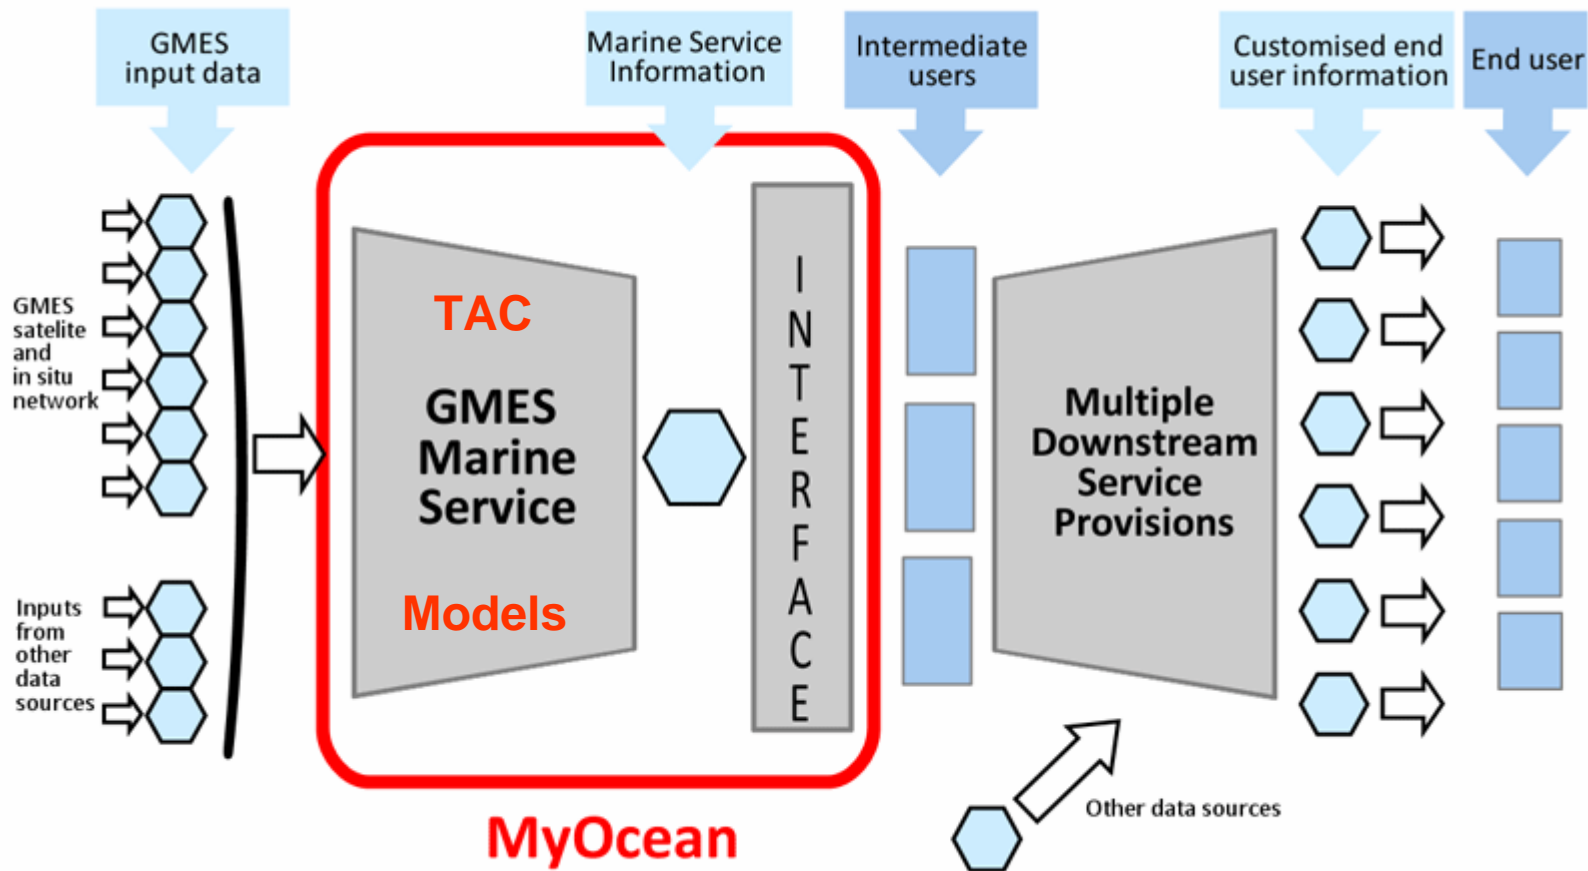 GMES
input data
Marine Service
Information
Intermediate
users
Customised end
user information
End user
GMES
satelite
and
in situ
network
Inputs
from
other
data
sources
TAC
GMES
Marine
Service
Models
INTERFACE
Multiple
Downstream
Service
Provisions
Other data sources
MyOcean